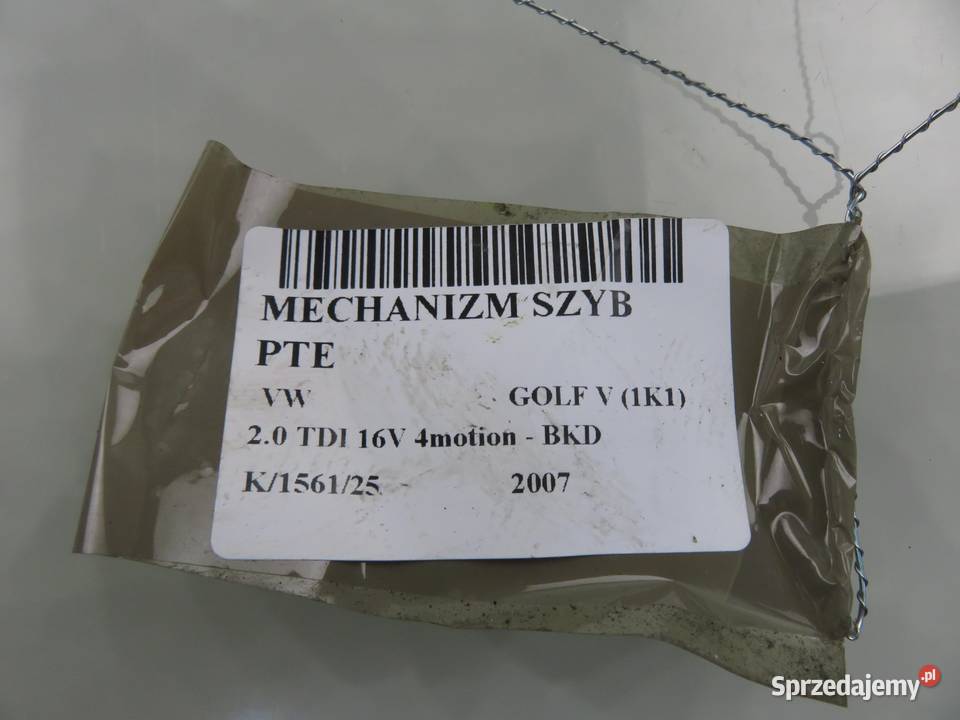 MECHANIZM SZYB
PTE
VW GOLF V (1K1)
2.0 TDI 16V 4motion - BKD
K/1561/25 - 2007
Sprzedajemy.pl